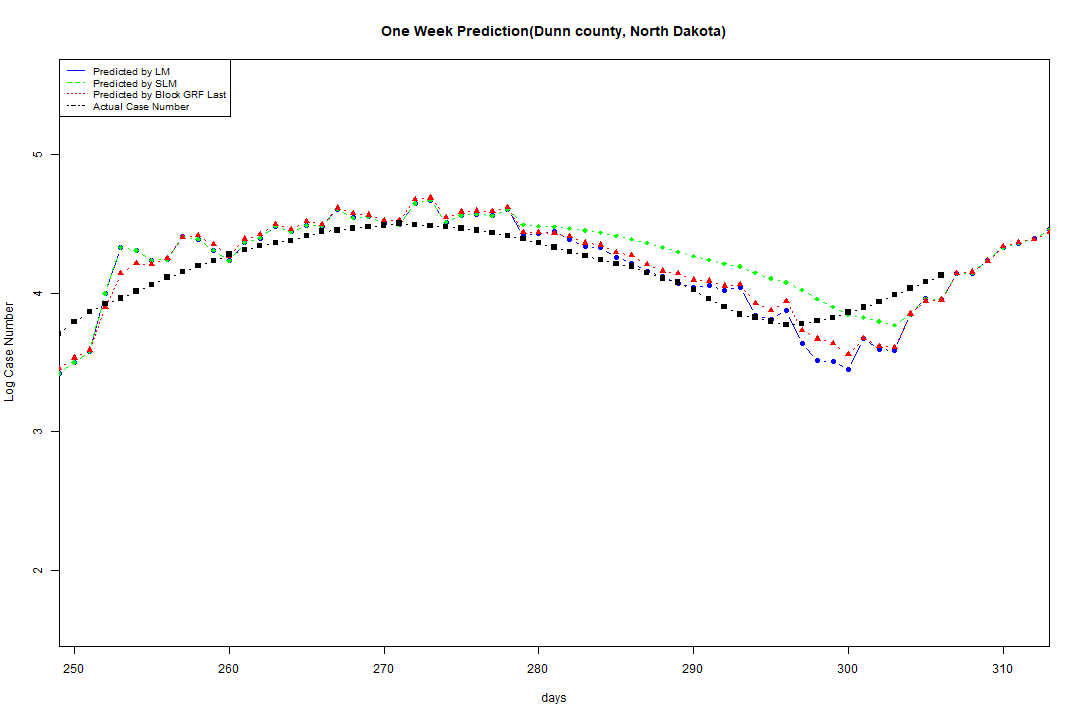 One Week Prediction(Dunn county, North Dakota)
Predicted by LM
Predicted by SLM
Predicted by Block GRF Last
Actual Case Number
5
4
3
2
Log Case Number
250 260 270 280 290 300 310
days